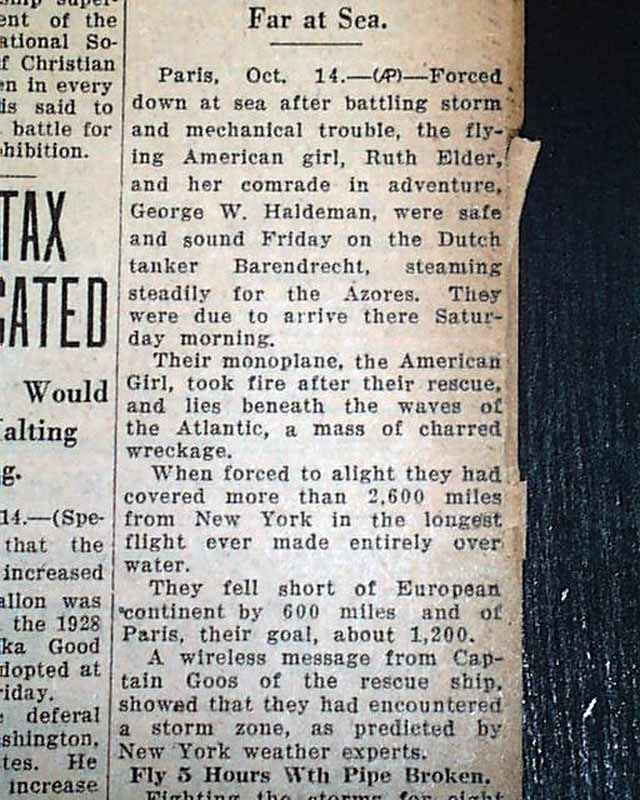 ent of the
ational So-
f Christian
en in every
is said to
battle for
hibition.
TAX
CATED
Would
alting
g.
14.—(Spe-
that the
increased
allon was
the 1928
ka Good
dopted at
riday.
deferal
shington,
tes. He
increase
Far at Sea.
Paris, Oct. 14.—(AP)—Forced
down at sea after battling storm
and mechanical trouble, the fly-
ing American girl, Ruth Elder,
and her comrade in adventure,
George W. Haldeman, were safe
and sound Friday on the Dutch
tanker Barendrecht, steaming
steadily for the Azores. They
were due to arrive there Satur-
day morning.
Their monoplane, the American
Girl, took fire after their rescue,
and lies beneath the waves of
the Atlantic, a mass of charred
wreckage.
When forced to alight they had
covered more than 2,600 miles
from New York in the longest
flight ever made entirely over
water.
They fell short of European
continent by 600 miles and of
Paris, their goal, about 1,200.
A wireless message from Cap-
tain Goos of the rescue ship,
showed that they had encountered
a storm zone, as predicted by
New York weather experts.
Fly 5 Hours Wth Pipe Broken.
Fighting the storms for eight